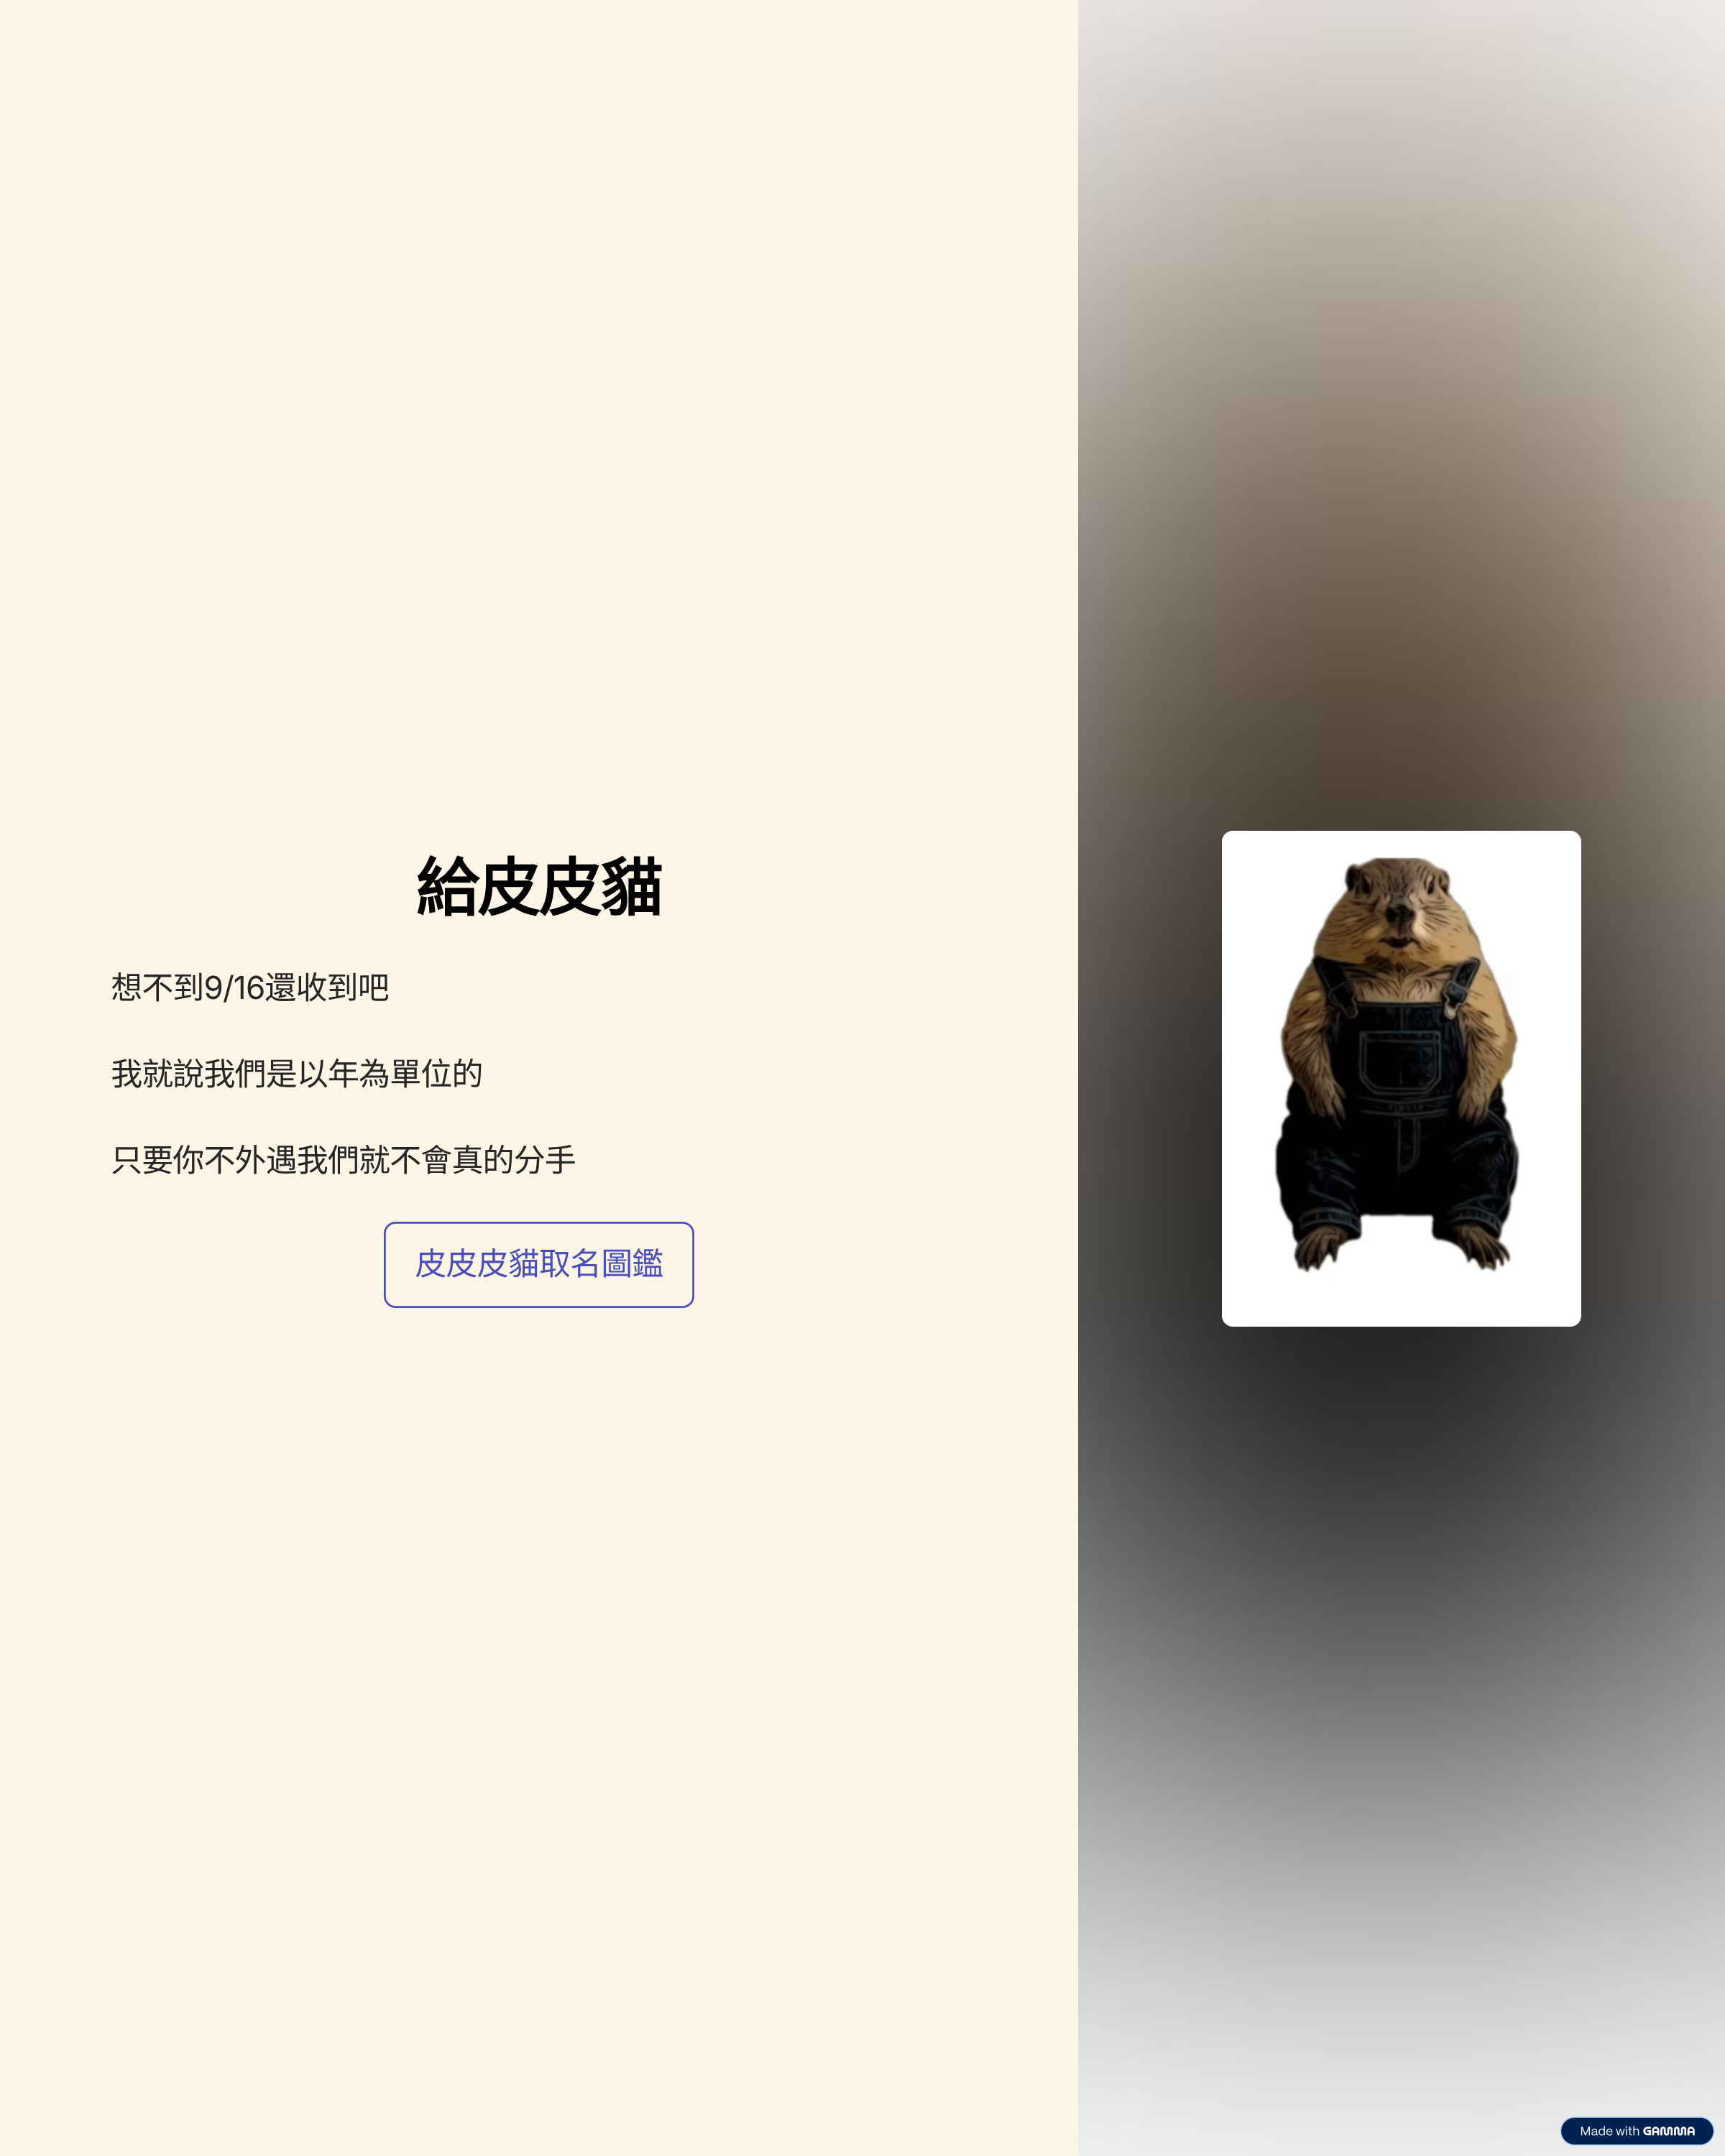 給皮皮貓
想不到9/16還收到吧
我就說我們是以年為單位的
只要你不外遇我們就不會真的分手
皮皮皮貓取名圖鑑
Made with GAMMA